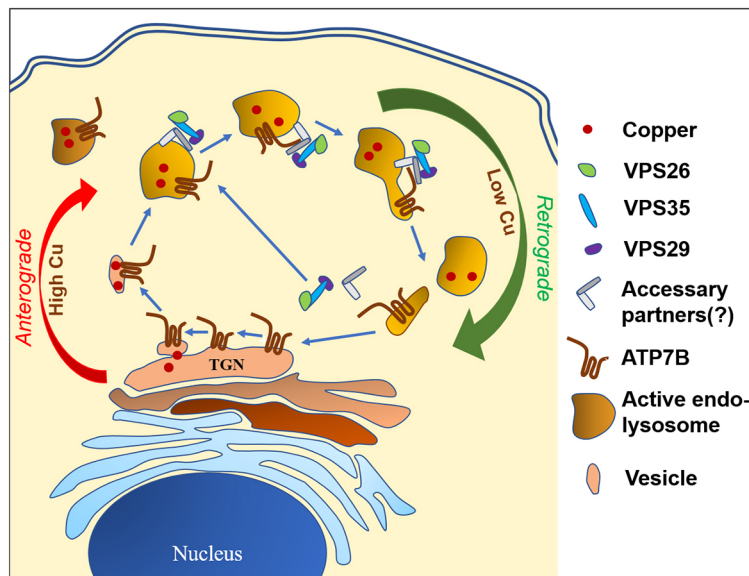 Anterograde
High Cu
Low Cu
Retrograde
TGN
Nucleus
Copper
VPS26
VPS35
VPS29
Accessary
partners(?)
ATP7B
Active endo-
lysosome
Vesicle